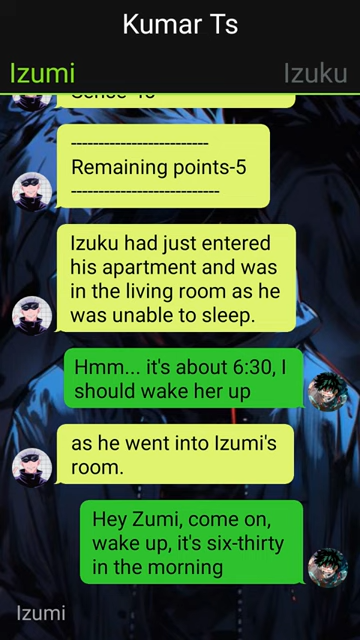 Kumar Ts
Izumi
Izuku
-------------------------
Remaining points-5
---------------------------
Izuku had just entered
his apartment and was
in the living room as he
was unable to sleep.
Hmm... it's about 6:30, I
should wake her up
as he went into Izumi's
room.
Hey Zumi, come on,
wake up, it's six-thirty
in the morning
Izumi